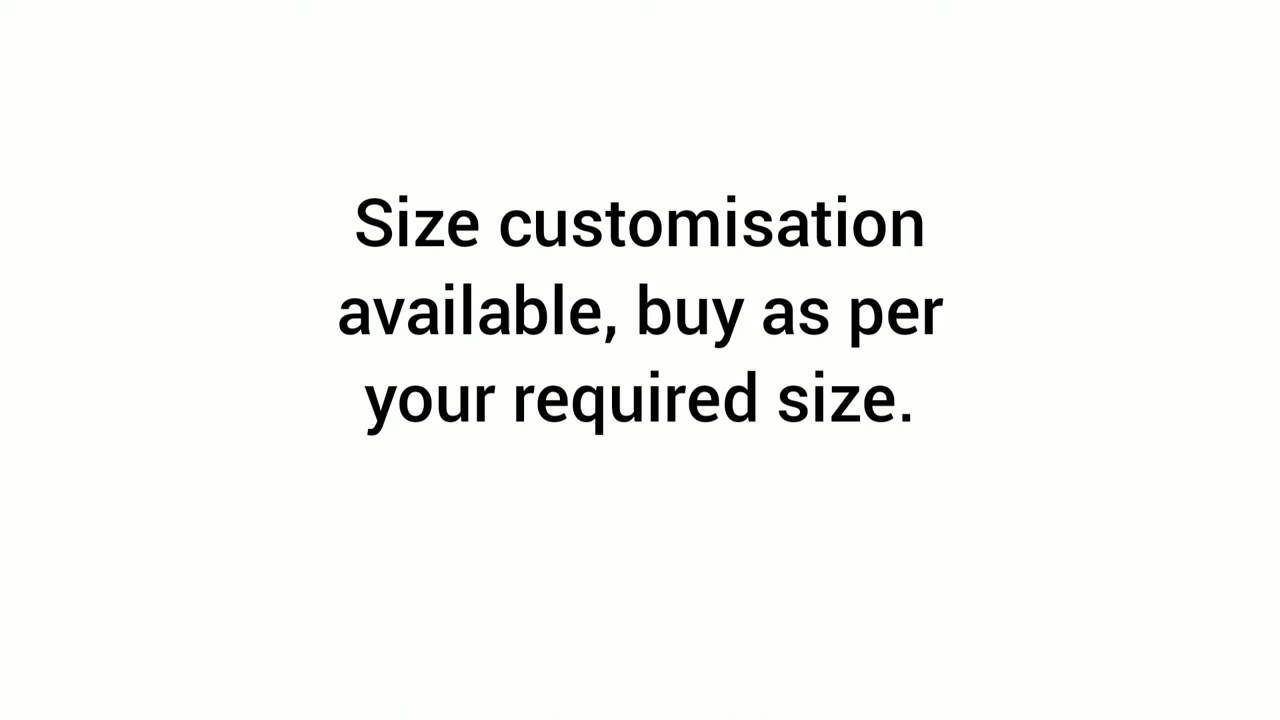 Size customisation
available, buy as per
your required size.